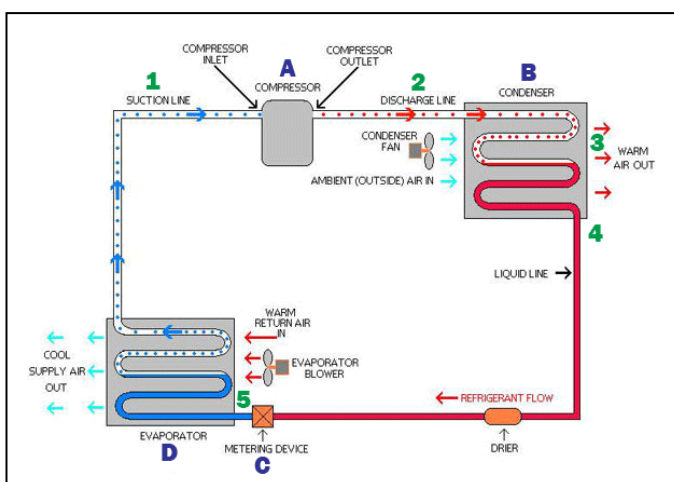 COMPRESSOR
INLET
A
COMPRESSOR
OUTLET
COMPRESSOR
1
SUCTION LINE
2
DISCHARGE LINE
B
CONDENSER
CONDENSER
FAN
3
WARM
AIR OUT
AMBIENT (OUTSIDE) AIR IN
4
LIQUID LINE
WARM
RETURN AIR
IN
COOL
SUPPLY AIR
OUT
EVAPORATOR
BLOWER
5
REFRIGERANT FLOW
EVAPORATOR
D
METERING DEVICE
C
DRIER